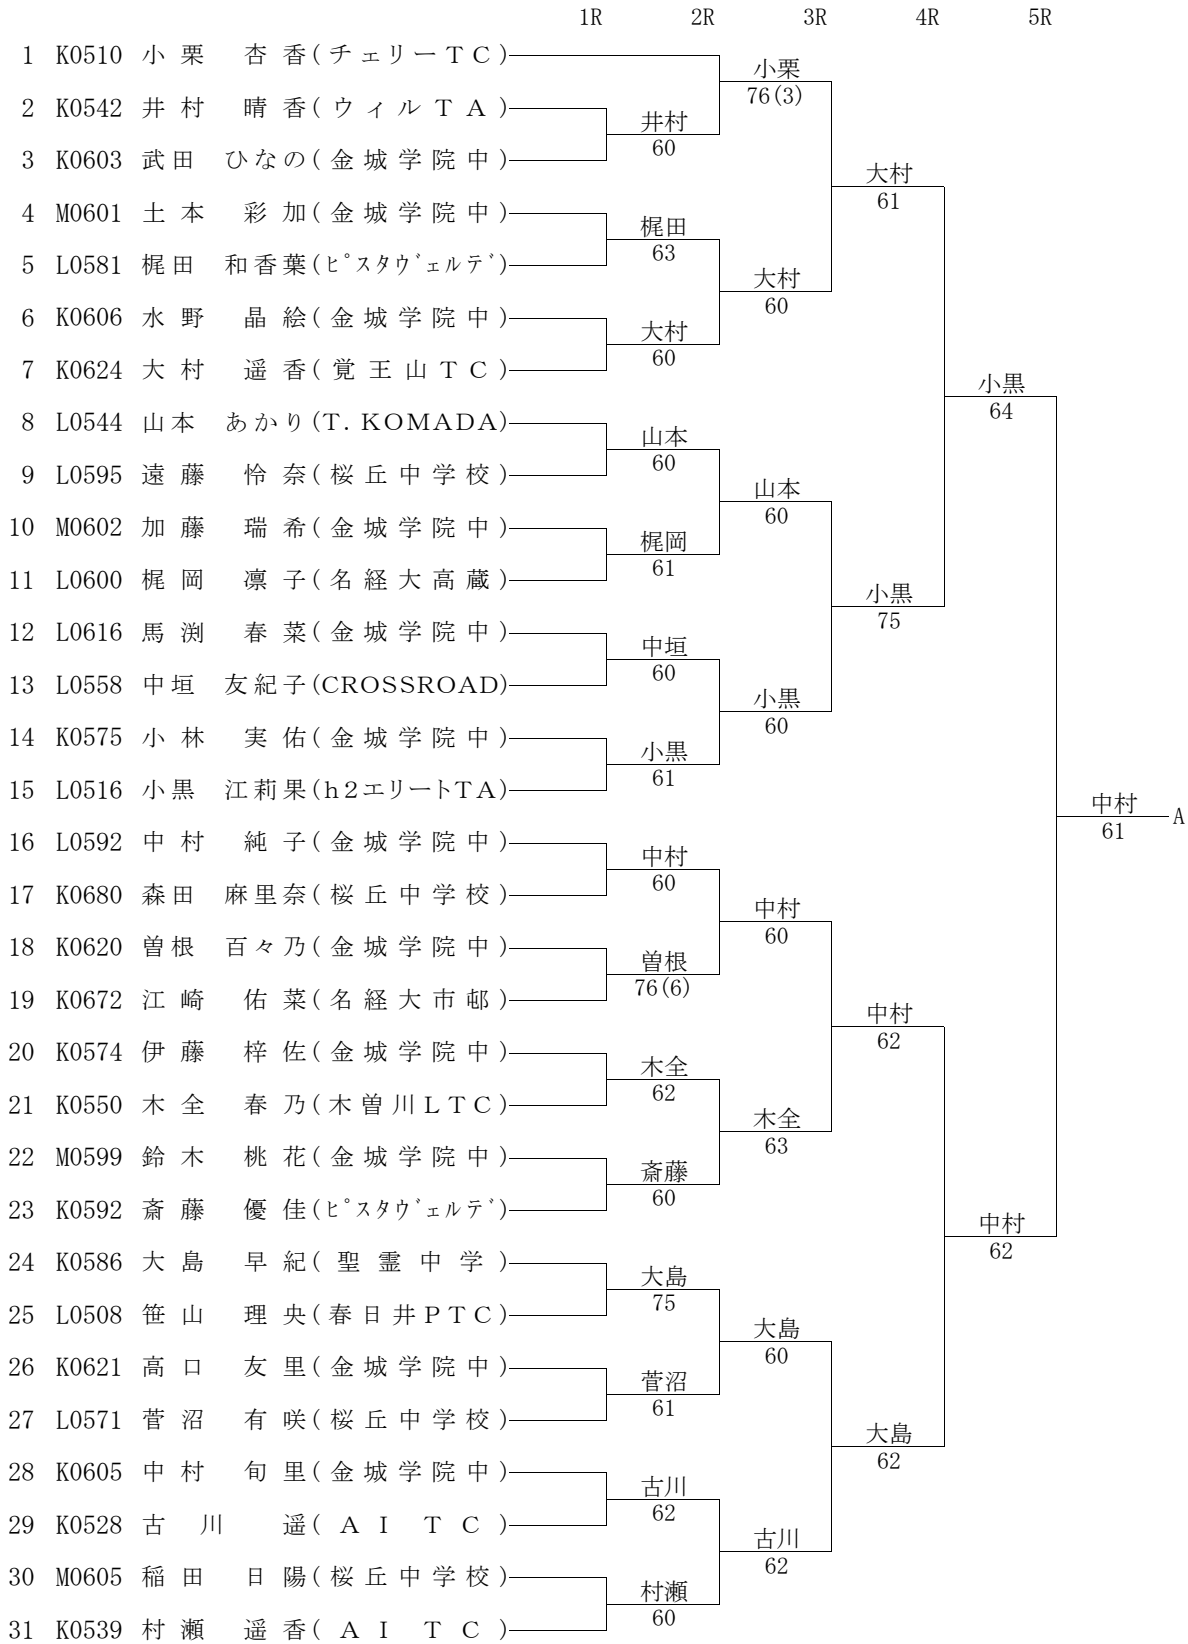 1R 2R 3R 4R 5R
1 K0510 小栗 杏香(チェリーTC)
小栗
76(3)
2 K0542 井村 晴香(ウィルTA)
井村
60
3 K0603 武田 ひなの(金城学院中)
大村
61
4 M0601 土本 彩加(金城学院中)
梶田
63
5 L0581 梶田 和香葉(ピスタヴェルデ)
大村
60
6 K0606 水野 晶絵(金城学院中)
大村
60
7 K0624 大村 遥香(覚王山TC)
小黒
64
8 L0544 山本 あかり(T.KOMADA)
山本
60
9 L0595 遠藤 怜奈(桜丘中学校)
山本
60
10 M0602 加藤 瑞希(金城学院中)
梶岡
61
11 L0600 梶岡 凛子(名経大高蔵)
小黒
75
12 L0616 馬渕 春菜(金城学院中)
中垣
60
13 L0558 中垣 友紀子(CROSSROAD)
小黒
60
14 K0575 小林 実佑(金城学院中)
小黒
61
15 L0516 小黒 江莉果(h2エリートTA)
中村
61
A
16 L0592 中村 純子(金城学院中)
中村
60
17 K0680 森田 麻里奈(桜丘中学校)
中村
60
18 K0620 曽根 百々乃(金城学院中)
曽根
76(6)
19 K0672 江崎 佑菜(名経大市邨)
中村
62
20 K0574 伊藤 梓佐(金城学院中)
木全
62
21 K0550 木全 春乃(木曽川LTC)
木全
63
22 M0599 鈴木 桃花(金城学院中)
斎藤
60
23 K0592 斎藤 優佳(ピスタヴェルデ)
中村
62
24 K0586 大島 早紀(聖霊中学)
大島
75
25 L0508 笹山 理央(春日井PTC)
大島
60
26 K0621 高口 友里(金城学院中)
菅沼
61
27 L0571 菅沼 有咲(桜丘中学校)
大島
62
28 K0605 中村 旬里(金城学院中)
古川
62
29 K0528 古川 遥(AI TC)
古川
62
30 M0605 稲田 日陽(桜丘中学校)
村瀬
60
31 K0539 村瀬 遥香(AI TC)